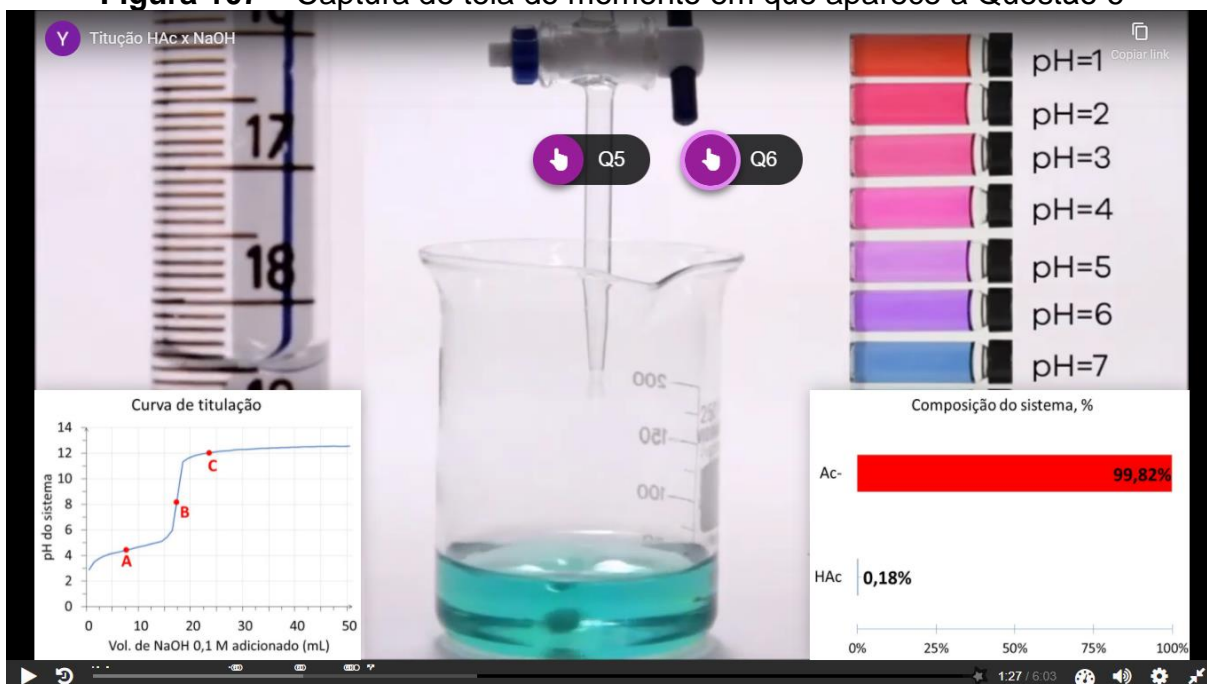 Figura 107 – Captura de tela do momento em que aparece a Questão 6
Y
Titução HAc x NaOH
Copiar link
17
18
Q5
Q6
200
150
100
pH=1
pH=2
pH=3
pH=4
pH=5
pH=6
pH=7
Curva de titulação
pH do sistema
14
12
10
8
6
4
2
0
A
B
C
0 10 20 30 40 50
Vol. de NaOH 0,1 M adicionado (mL)
Composição do sistema, %
Ac-
99,82%
HAc
0,18%
0% 25% 50% 75% 100%
1:27 / 6:03